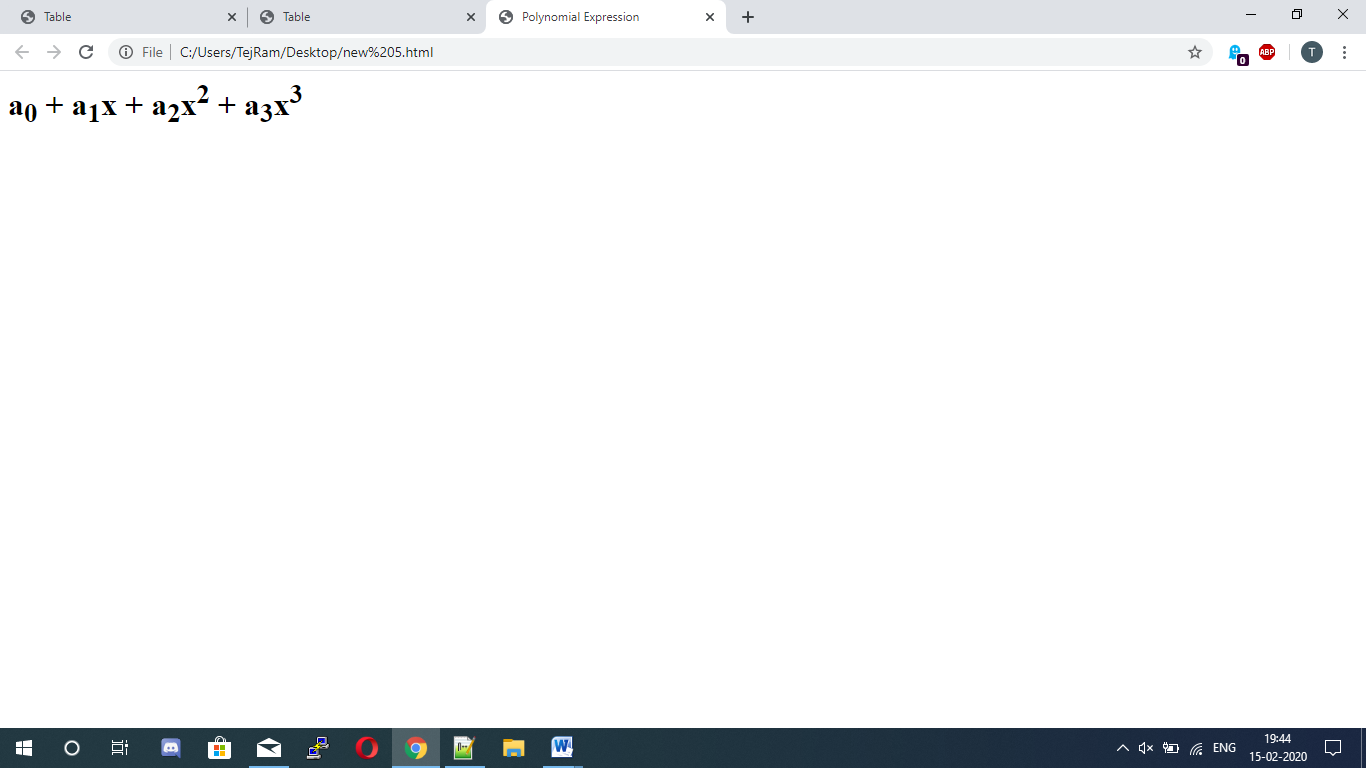 Table
Table
Polynomial Expression
File
C:/Users/TejRam/Desktop/new%205.html
0
ABP
T
a₀ + a₁x + a₂x² + a₃x³
W
ENG
19:44
15-02-2020